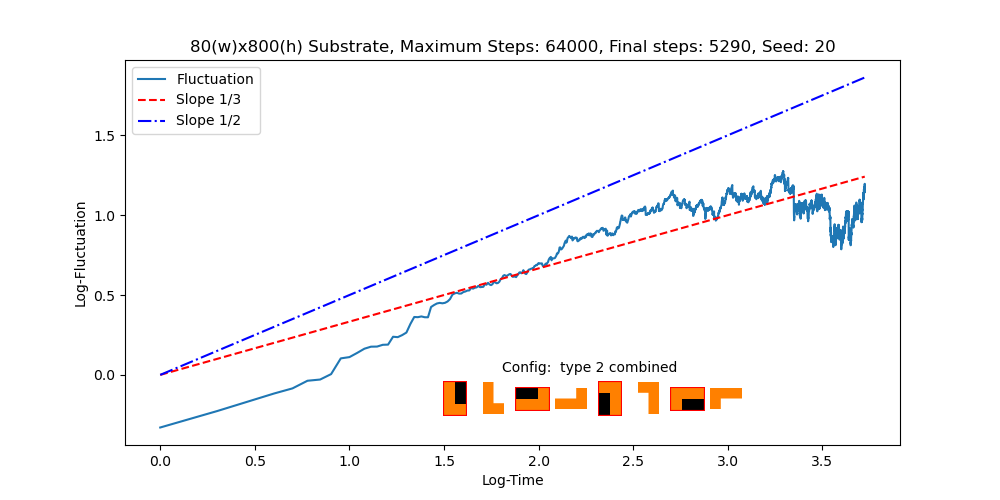 80(w)x800(h) Substrate, Maximum Steps: 64000, Final steps: 5290, Seed: 20
Fluctuation
Slope 1/3
Slope 1/2
Log-Fluctuation
1.5
1.0
0.5
0.0
Config:  type 2 combined
0.0 0.5 1.0 1.5 2.0 2.5 3.0 3.5
Log-Time